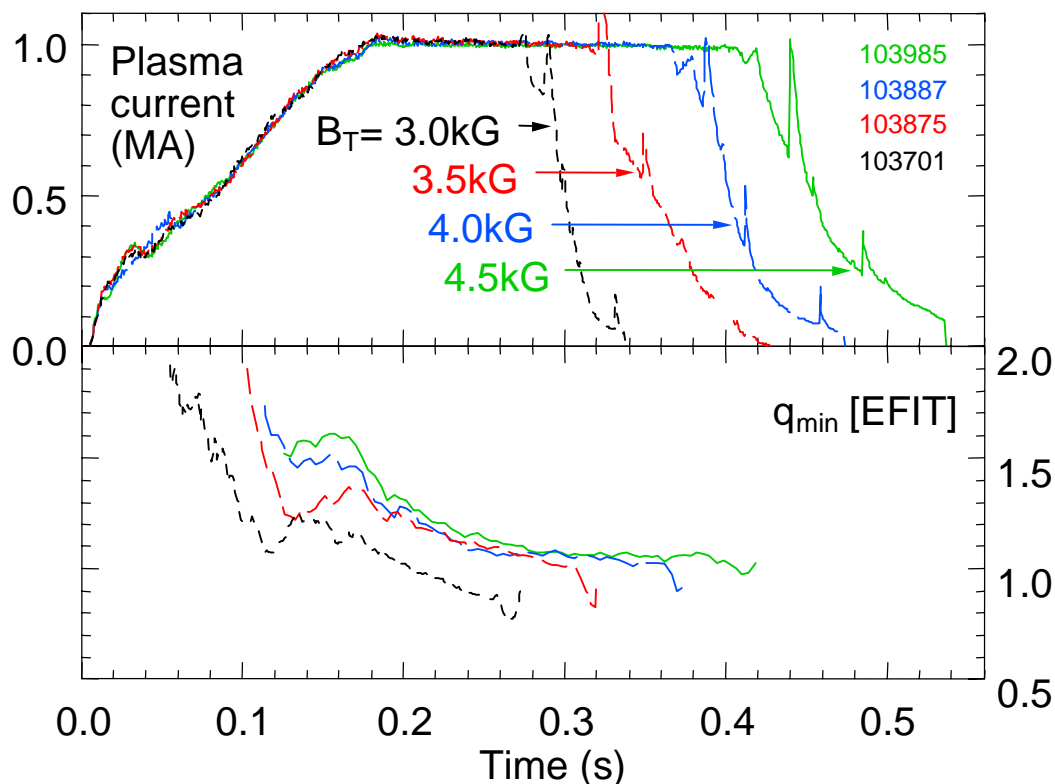 1.0
0.5
0.0
Plasma
current
(MA)
103985
103887
103875
103701
B_T= 3.0kG
3.5kG
4.0kG
4.5kG
2.0
1.5
1.0
0.5
q_min [EFIT]
0.0 0.1 0.2 0.3 0.4 0.5
Time (s)